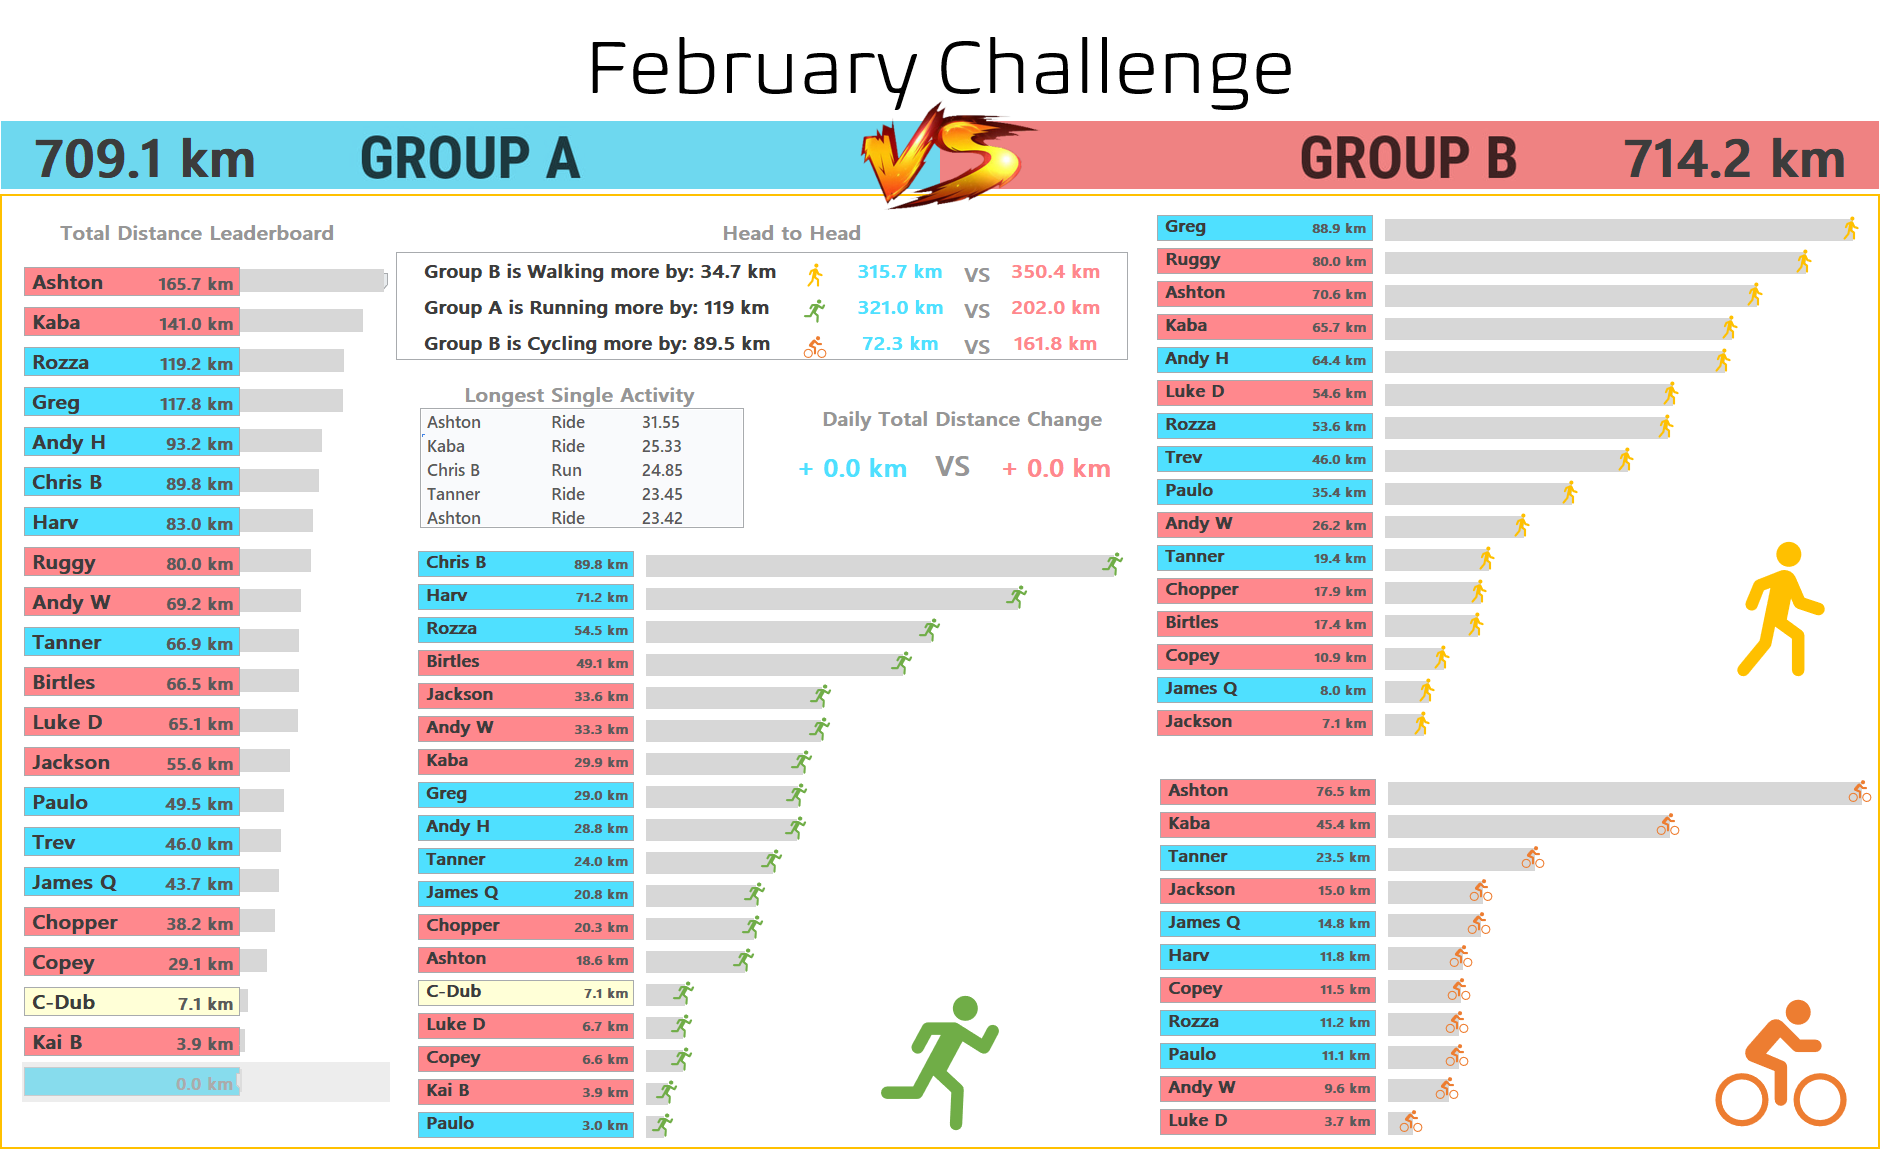 February Challenge
709.1 km GROUP A VS GROUP B 714.2 km
Total Distance Leaderboard
Ashton 165.7 km
Kaba 141.0 km
Rozza 119.2 km
Greg 117.8 km
Andy H 93.2 km
Chris B 89.8 km
Harv 83.0 km
Ruggy 80.0 km
Andy W 69.2 km
Tanner 66.9 km
Birtles 66.5 km
Luke D 65.1 km
Jackson 55.6 km
Paulo 49.5 km
Trev 46.0 km
James Q 43.7 km
Chopper 38.2 km
Copey 29.1 km
C-Dub 7.1 km
Kai B 3.9 km
0.0 km
Head to Head
Group B is Walking more by: 34.7 km 315.7 km VS 350.4 km
Group A is Running more by: 119 km 321.0 km VS 202.0 km
Group B is Cycling more by: 89.5 km 72.3 km VS 161.8 km
Longest Single Activity
Ashton Ride 31.55
Kaba Ride 25.33
Chris B Run 24.85
Tanner Ride 23.45
Ashton Ride 23.42
Daily Total Distance Change
+ 0.0 km VS + 0.0 km
Chris B 89.8 km
Harv 71.2 km
Rozza 54.5 km
Birtles 49.1 km
Jackson 33.6 km
Andy W 33.3 km
Kaba 29.9 km
Greg 29.0 km
Andy H 28.8 km
Tanner 24.0 km
James Q 20.8 km
Chopper 20.3 km
Ashton 18.6 km
C-Dub 7.1 km
Luke D 6.7 km
Copey 6.6 km
Kai B 3.9 km
Paulo 3.0 km
Greg 88.9 km
Ruggy 80.0 km
Ashton 70.6 km
Kaba 65.7 km
Andy H 64.4 km
Luke D 54.6 km
Rozza 53.6 km
Trev 46.0 km
Paulo 35.4 km
Andy W 26.2 km
Tanner 19.4 km
Chopper 17.9 km
Birtles 17.4 km
Copey 10.9 km
James Q 8.0 km
Jackson 7.1 km
Ashton 76.5 km
Kaba 45.4 km
Tanner 23.5 km
Jackson 15.0 km
James Q 14.8 km
Harv 11.8 km
Copey 11.5 km
Rozza 11.2 km
Paulo 11.1 km
Andy W 9.6 km
Luke D 3.7 km